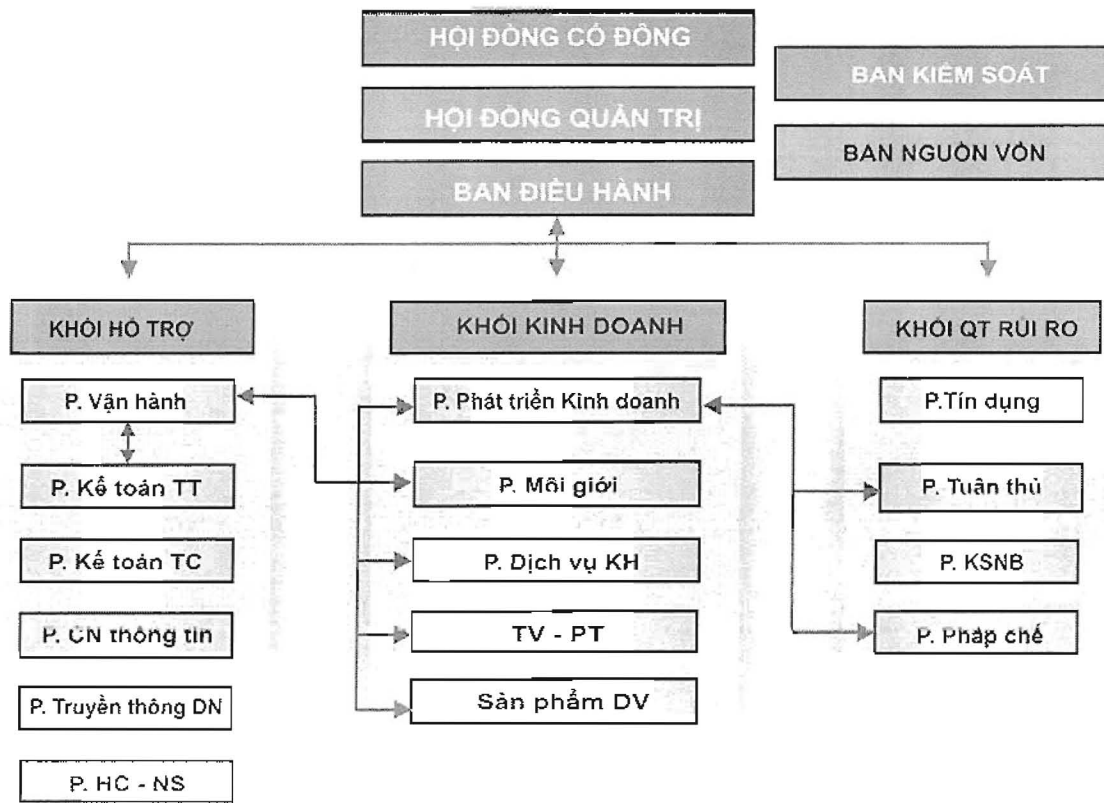 HỘI ĐỒNG CỔ ĐÔNG
BAN KIỂM SOÁT
HỘI ĐỒNG QUẢN TRỊ
BAN NGUỒN VỐN
BAN ĐIỀU HÀNH
KHỐI HỖ TRỢ
KHỐI KINH DOANH
KHỐI QT RỦI RO
P. Vận hành
P. Kế toán TT
P. Kế toán TC
P. CN thông tin
P. Truyền thông DN
P. HC - NS
P. Phát triển Kinh doanh
P. Môi giới
P. Dịch vụ KH
TV - PT
Sản phẩm DV
P.Tín dụng
P. Tuân thủ
P. KSNB
P. Pháp chế